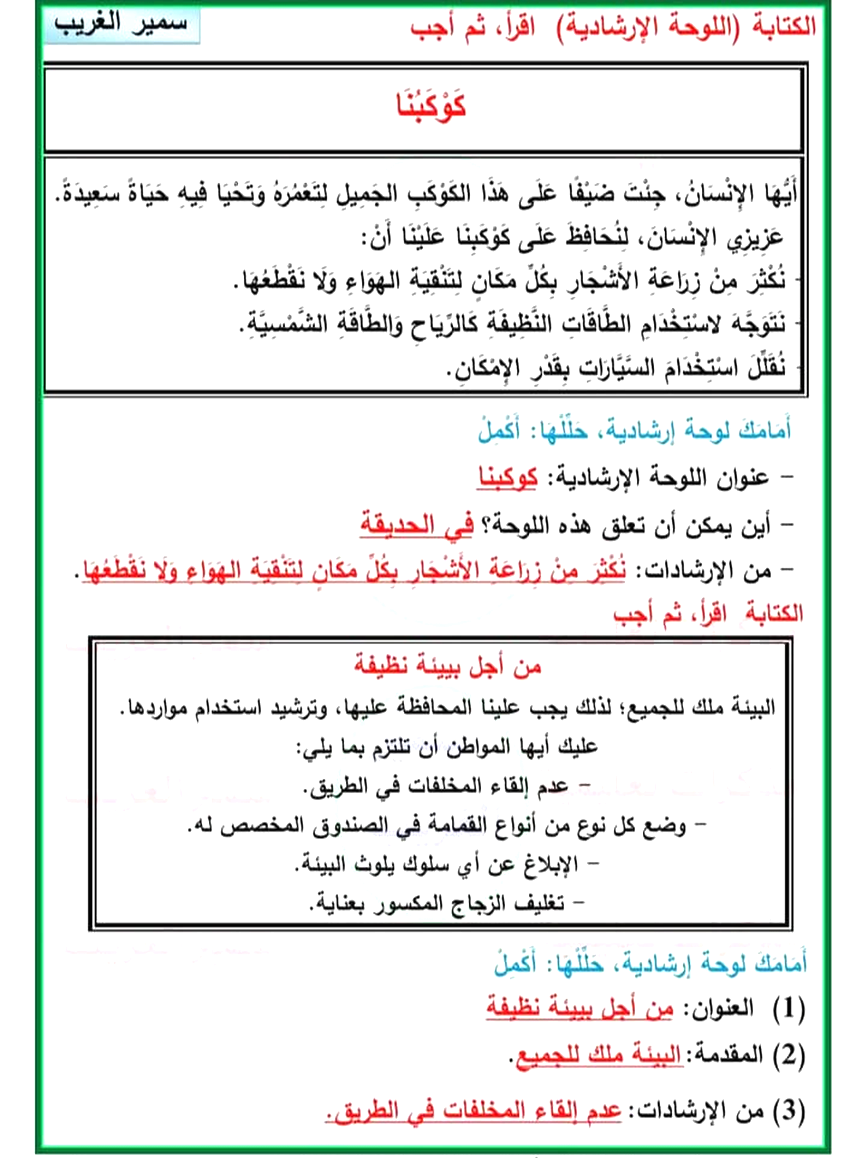 الكتابة (اللوحة الإرشادية) اقرأ، ثم أجب
سمير الغريب
كَوْكَبُنَا
أَيُّهَا الإِنْسَانُ، جِئْتَ ضَيْفًا عَلَى هَذَا الكَوْكَبِ الجَمِيلِ لِتَعْمُرَهُ وَتَحْيَا فِيهِ حَيَاةً سَعِيدَةً.
عَزِيزِي الإِنْسَانَ، لِنُحَافِظَ عَلَى كَوْكَبِنَا عَلَيْنَا أَنْ:
- نُكْثِرَ مِنْ زِرَاعَةِ الأَشْجَارِ بِكُلِّ مَكَانٍ لِتَنْقِيَةِ الهَوَاءِ وَلَا نَقْطَعُهَا.
- نَتَوَجَّهَ لاسْتِخْدَامِ الطَّاقَاتِ النَّظِيفَةِ كَالرِّيَاحِ وَالطَّاقَةِ الشَّمْسِيَّةِ.
- نُقَلِّلَ اسْتِخْدَامَ السَّيَّارَاتِ بِقَدْرِ الإِمْكَانِ.
أَمَامَكَ لوحة إرشادية، حَلِّلْهَا: أَكْمِلْ
– عنوان اللوحة الإرشادية: كوكبنا
– أين يمكن أن تعلق هذه اللوحة؟ في الحديقة
– من الإرشادات: نُكْثِرَ مِنْ زِرَاعَةِ الأَشْجَارِ بِكُلِّ مَكَانٍ لِتَنْقِيَةِ الهَوَاءِ وَلَا نَقْطَعُهَا.
الكتابة اقرأ، ثم أجب
من أجل بييئة نظيفة
البيئة ملك للجميع؛ لذلك يجب علينا المحافظة عليها، وترشيد استخدام مواردها.
عليك أيها المواطن أن تلتزم بما يلي:
– عدم إلقاء المخلفات في الطريق.
– وضع كل نوع من أنواع القمامة في الصندوق المخصص له.
– الإبلاغ عن أي سلوك يلوث البيئة.
– تغليف الزجاج المكسور بعناية.
أَمَامَكَ لوحة إرشادية، حَلِّلْهَا: أَكْمِلْ
(1) العنوان: من أجل بييئة نظيفة
(2) المقدمة: البيئة ملك للجميع.
(3) من الإرشادات: عدم إلقاء المخلفات في الطريق.